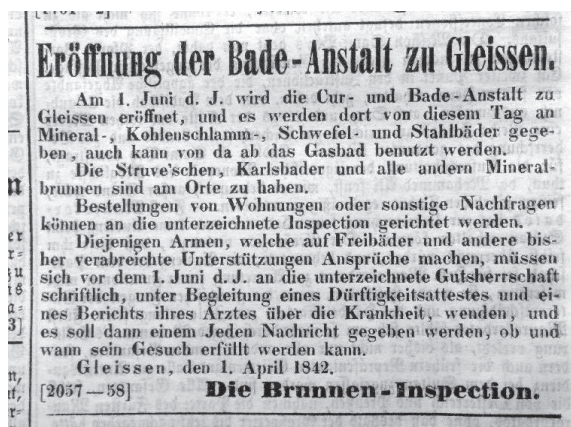 Eröffnung der Bade-Anstalt zu Gleissen.
Am 1. Juni d. J. wird die Cur- und Bade-Anstalt zu
Gleissen eröffnet, und es werden dort von diesem Tag an
Mineral-, Kohlenschlamm-, Schwefel- und Stahlbäder gege-
ben, auch kann von da ab das Gasbad benutzt werden.
Die Struve'schen, Karlsbader und alle andern Mineral-
brunnen sind am Orte zu haben.
Bestellungen von Wohnungen oder sonstige Nachfragen
können an die unterzeichnete Inspection gerichtet werden.
Diejenigen Armen, welche auf Freibäder und andere bis-
her verabreichte Unterstützungen Ansprüche machen, müssen
sich vor dem 1. Juni d. J. an die unterzeichnete Gutsherrschaft
schriftlich, unter Begleitung eines Dürftigkeitsattestes und ei-
nes Berichts ihres Arztes über die Krankheit, wenden, und
es soll dann einem Jeden Nachricht gegeben werden, ob und
wann sein Gesuch erfüllt werden kann.
Gleissen, den 1. April 1842.
[2057—58] Die Brunnen-Inspection.